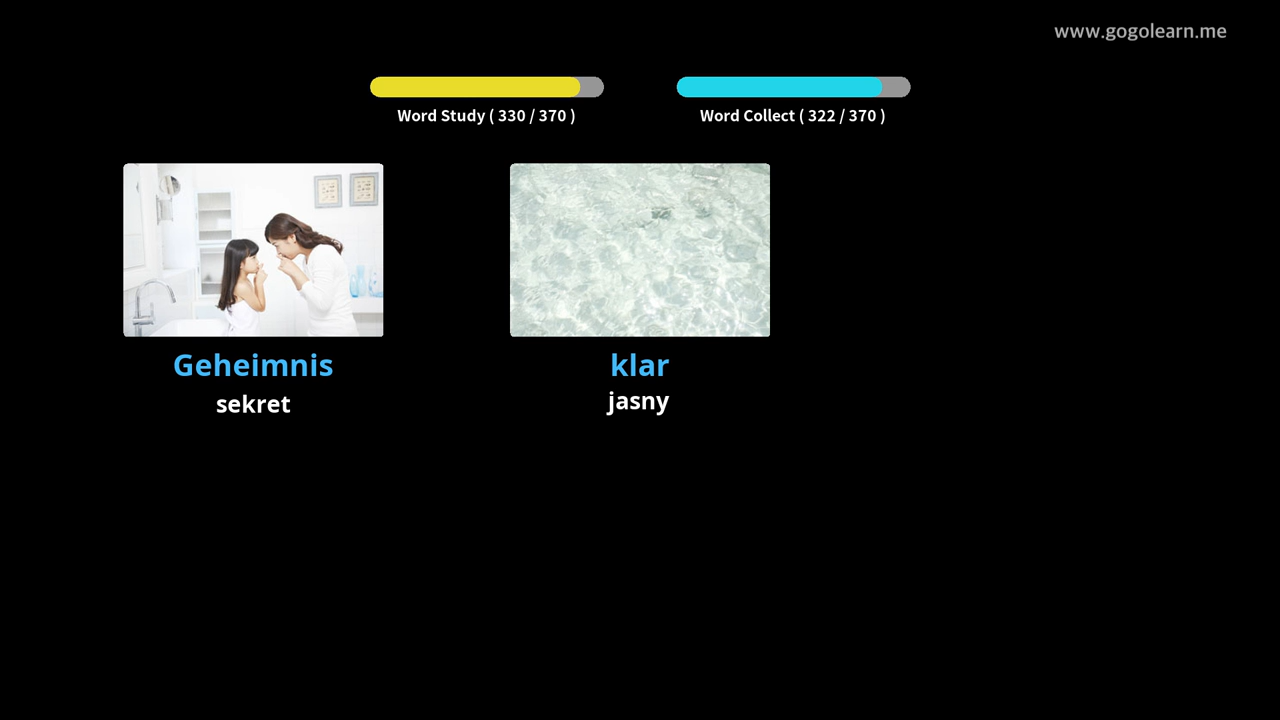 www.gogolearn.me
Word Study ( 330 / 370 )
Word Collect ( 322 / 370 )
Geheimnis
sekret
klar
jasny